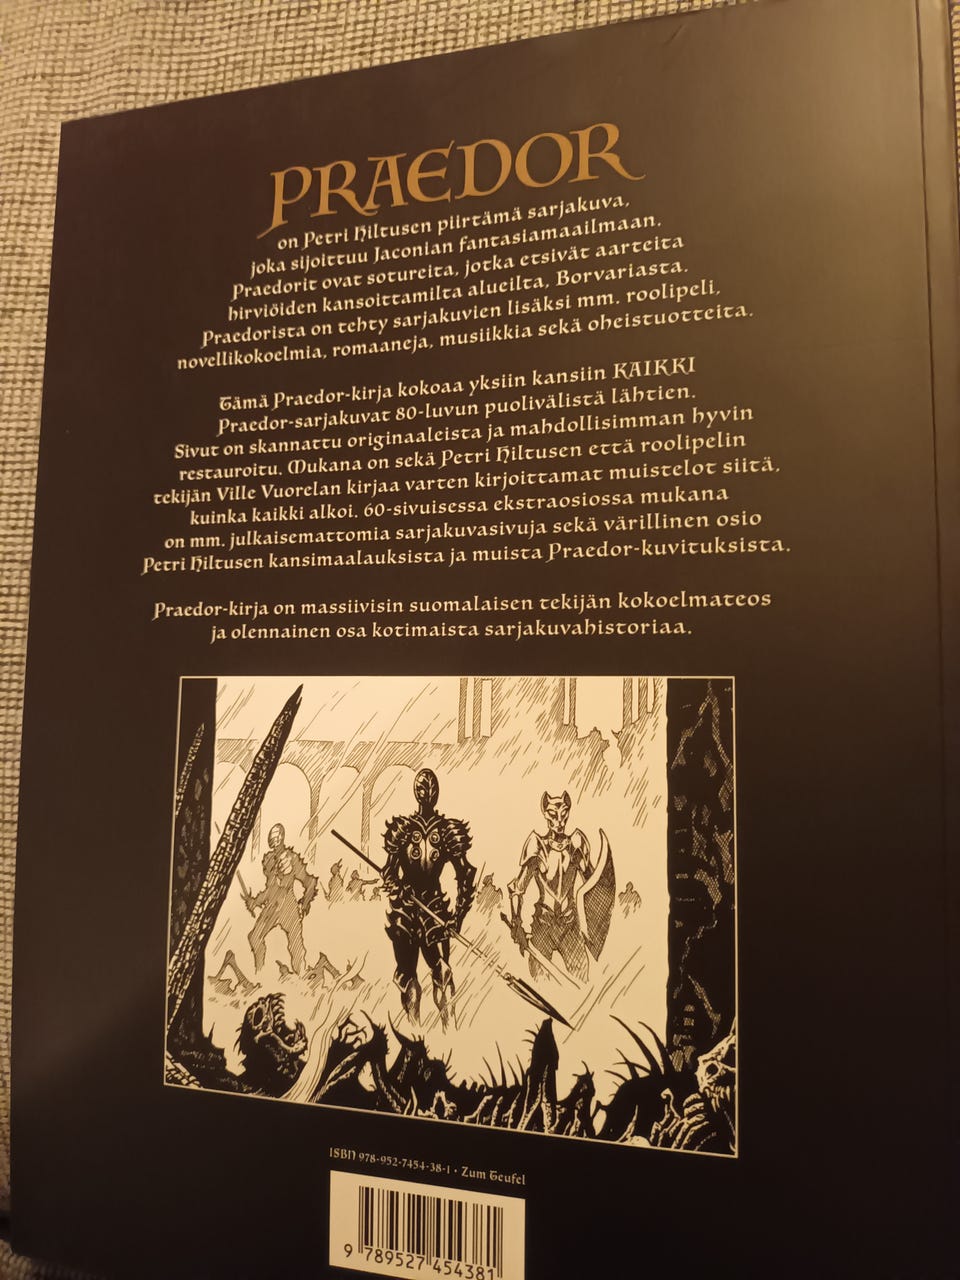 PRAEDOR
on Petri Hiltusen piirtämä sarjakuva,
joka sijoittuu Jaconian fantasiamaailmaan.
Praedorit ovat sotureita, jotka etsivät aarteita
hirviöiden kansoittamilta alueilta, Borvariasta.
Praedorista on tehty sarjakuvien lisäksi mm. roolipeli,
novellikokoelmia, romaaneja, musiikkia sekä oheistuotteita.
Tämä Praedor-kirja kokoaa yksiin kansiin KAIKKI
Praedor-sarjakuvat 80-luvun puolivälistä lähtien.
Sivut on skannattu originaaleista ja mahdollisimman hyvin
restauroitu. Mukana on sekä Petri Hiltusen että roolipelin
tekijän Ville Vuorelan kirjaa varten kirjoittamat muistelot siitä,
kuinka kaikki alkoi. 60-sivuisessa ekstraosiossa mukana
on mm. julkaisemattomia sarjakuvasivuja sekä värillinen osio
Petri Hiltusen kansimaalauksista ja muista Praedor-kuvituksista.
Praedor-kirja on massiivisin suomalaisen tekijän kokoelmateos
ja olennainen osa kotimaista sarjakuvahistoriaa.
ISBN 978-952-7454-38-1 · Zum Teufel
9 789527 454381